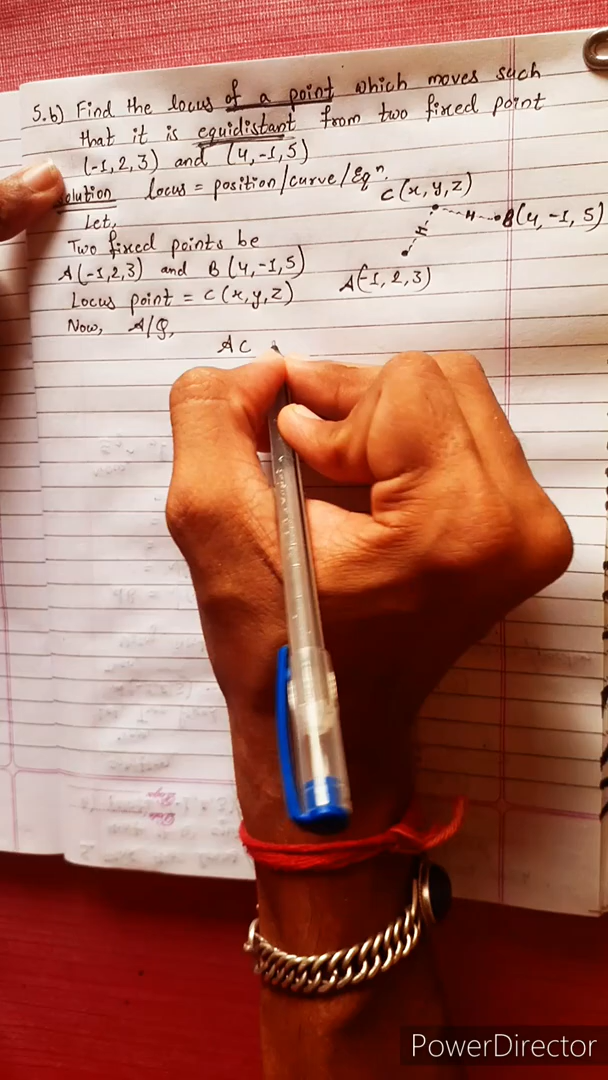 5.b) Find the locus of a point which moves such
that it is equidistant from two fixed point
(-1,2,3) and (4,-1,5)
Solution locus = position/curve/Eqⁿ.
C(x,y,z)
B(4,-1,5)
A(-1,2,3)
Let,
Two fixed points be
A(-1,2,3) and B(4,-1,5)
Locus point = C(x,y,z)
Now, A/Q,
AC
PowerDirector